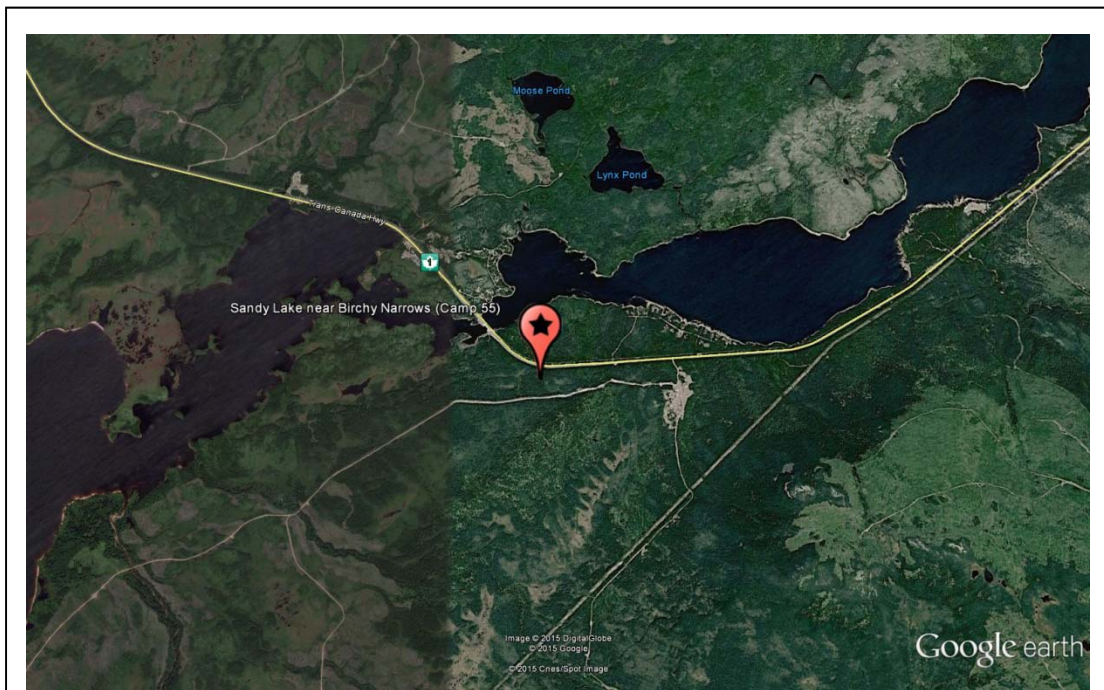 Moose Pond
Lynx Pond
Trans-Canada Hwy
1
Sandy Lake near Birchy Narrows (Camp 55)
Image © 2015 DigitalGlobe
© 2015 Google
© 2015 Cnes/Spot Image
Google earth